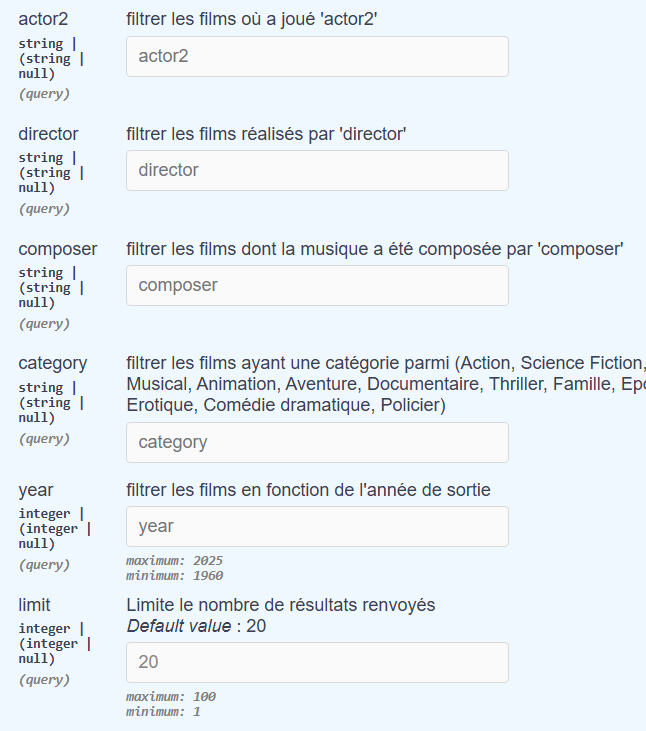 actor2
filtrer les films où a joué 'actor2'
string |
(string |
null)
(query)
actor2
director
filtrer les films réalisés par 'director'
string |
(string |
null)
(query)
director
composer
filtrer les films dont la musique a été composée par 'composer'
string |
(string |
null)
(query)
composer
category
filtrer les films ayant une catégorie parmi (Action, Science Fiction,
Musical, Animation, Aventure, Documentaire, Thriller, Famille,
Erotique, Comédie dramatique, Policier)
string |
(string |
null)
(query)
category
year
filtrer les films en fonction de l'année de sortie
integer |
(integer |
null)
(query)
year
maximum: 2025
minimum: 1960
limit
Limite le nombre de résultats renvoyés
Default value : 20
integer |
(integer |
null)
(query)
20
maximum: 100
minimum: 1